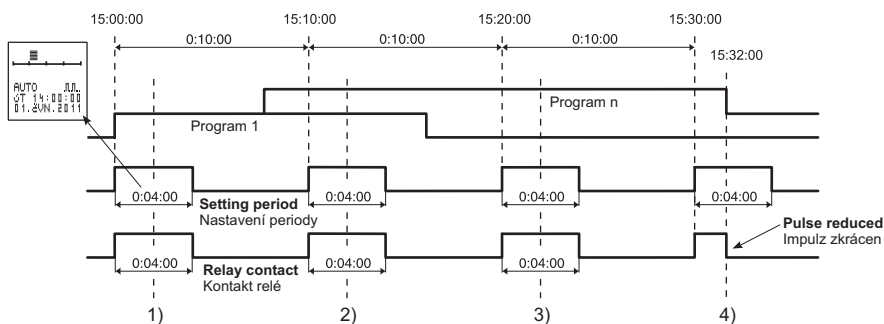 15:00:00 15:10:00 15:20:00 15:30:00
0:10:00 0:10:00 0:10:00
15:32:00
AUTO
ÚT 14:00:00
01.ČVN.2011
Program n
Program 1
0:04:00 0:04:00 0:04:00 0:04:00
Setting period
Nastavení periody
Pulse reduced
Impulz zkrácen
0:04:00 0:04:00 0:04:00
Relay contact
Kontakt relé
1) 2) 3) 4)